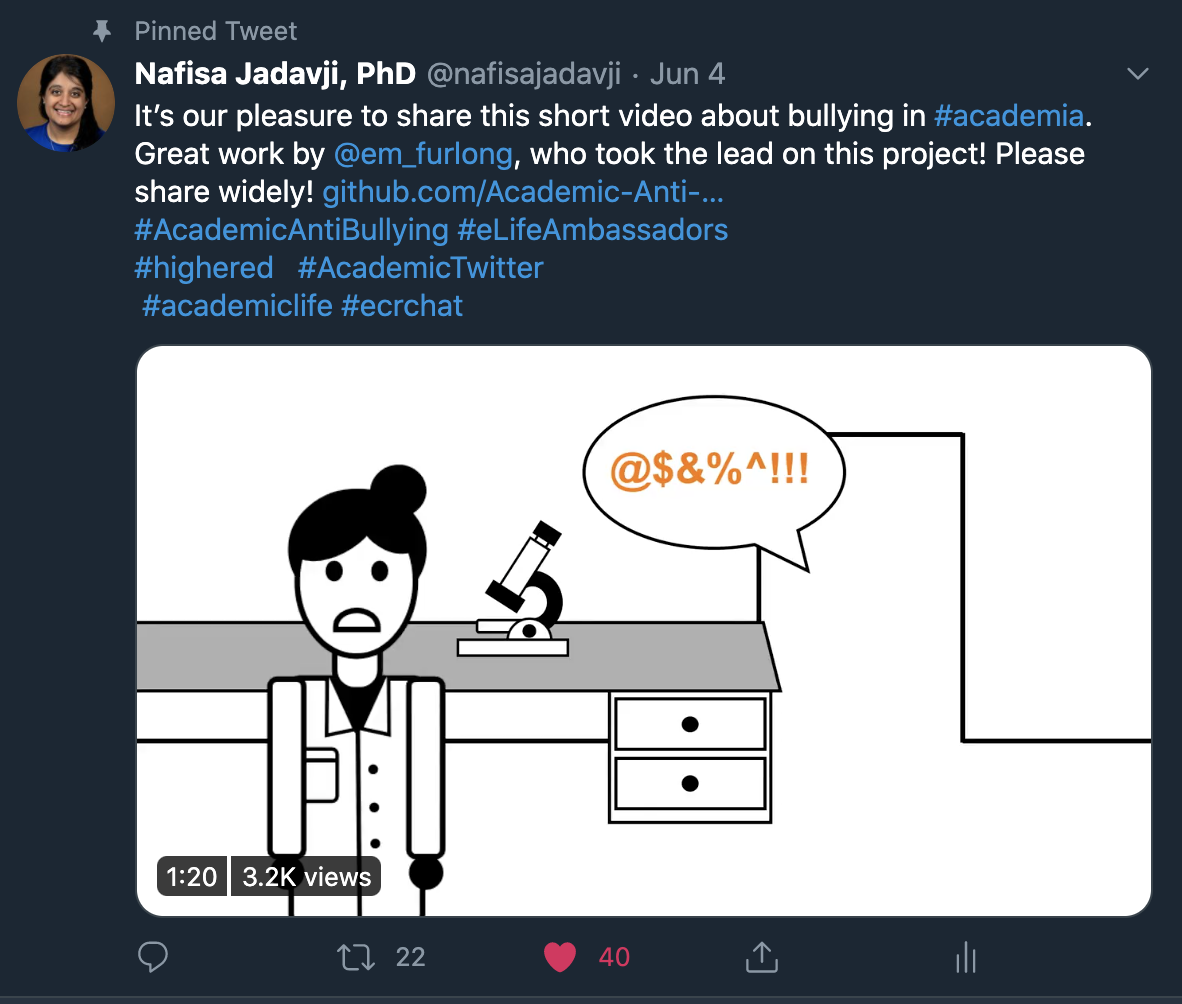 Pinned Tweet
Nafisa Jadavji, PhD @nafisajadavji · Jun 4
It’s our pleasure to share this short video about bullying in #academia.
Great work by @em_furlong, who took the lead on this project! Please
share widely! github.com/Academic-Anti-...
#AcademicAntiBullying #eLifeAmbassadors
#highered #AcademicTwitter
#academiclife #ecrchat
@$&%^!!!
1:20 3.2K views
22 40